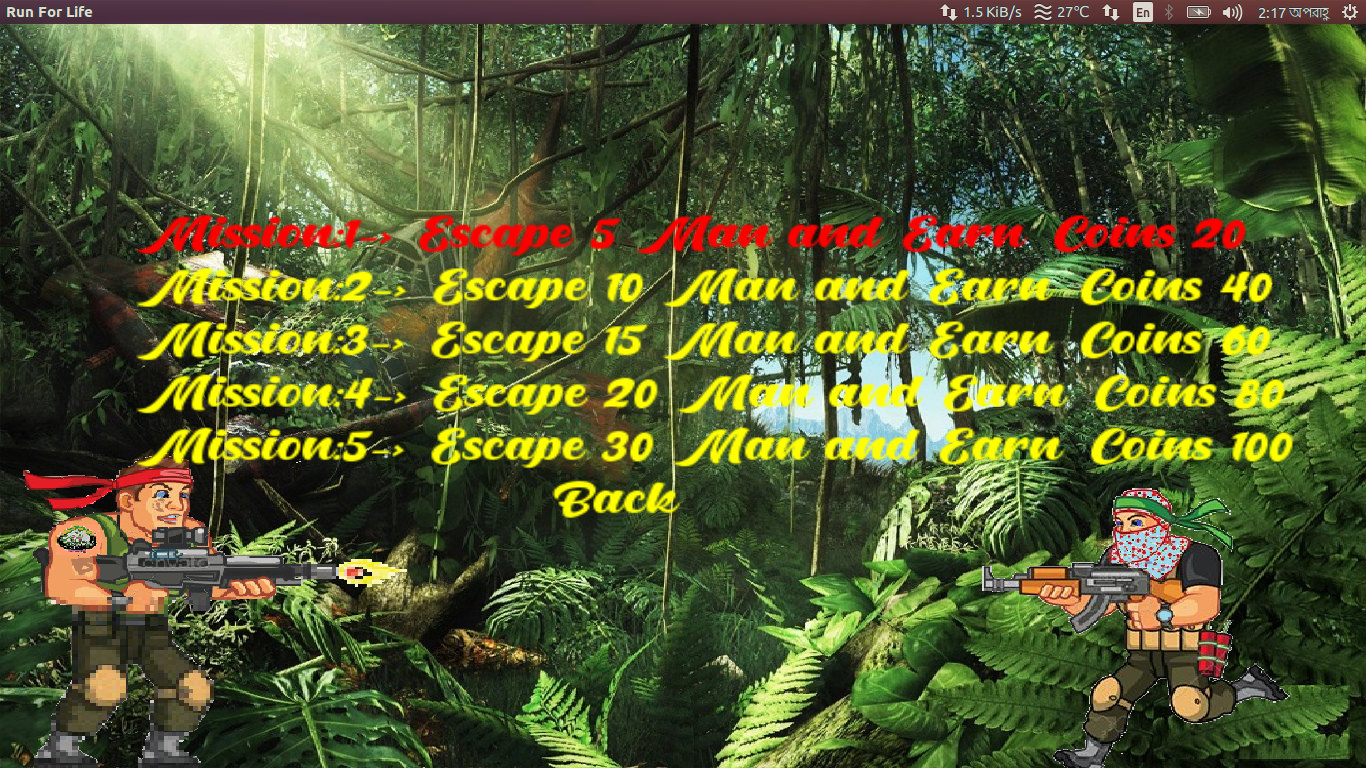 Run For Life 1.5 KiB/s 27°C En 2:17 অপরাহ্ণ
Mission:1-> Escape 5 Man and Earn Coins 20
Mission:2-> Escape 10 Man and Earn Coins 40
Mission:3-> Escape 15 Man and Earn Coins 60
Mission:4-> Escape 20 Man and Earn Coins 80
Mission:5-> Escape 30 Man and Earn Coins 100
Back